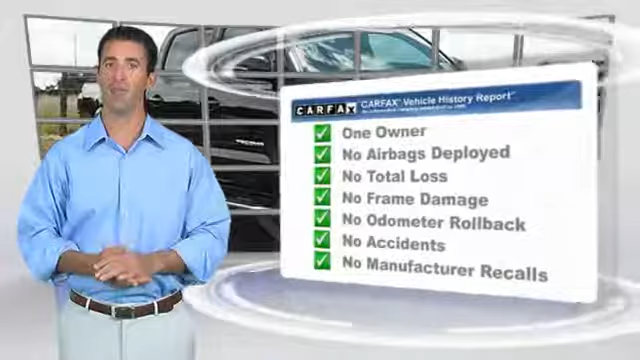 CARFAX CARFAX Vehicle History Report™
One Owner
No Airbags Deployed
No Total Loss
No Frame Damage
No Odometer Rollback
No Accidents
No Manufacturer Recalls